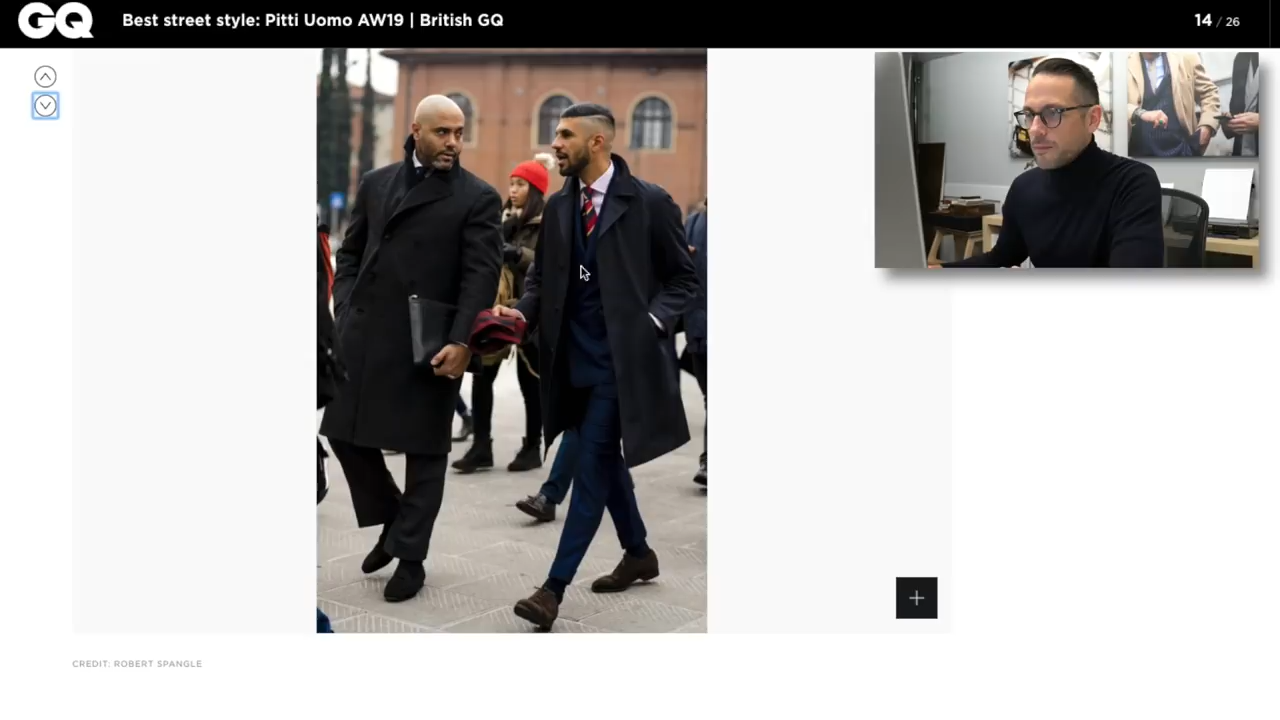 GQ Best street style: Pitti Uomo AW19 | British GQ 14 / 26
CREDIT: ROBERT SPANGLE